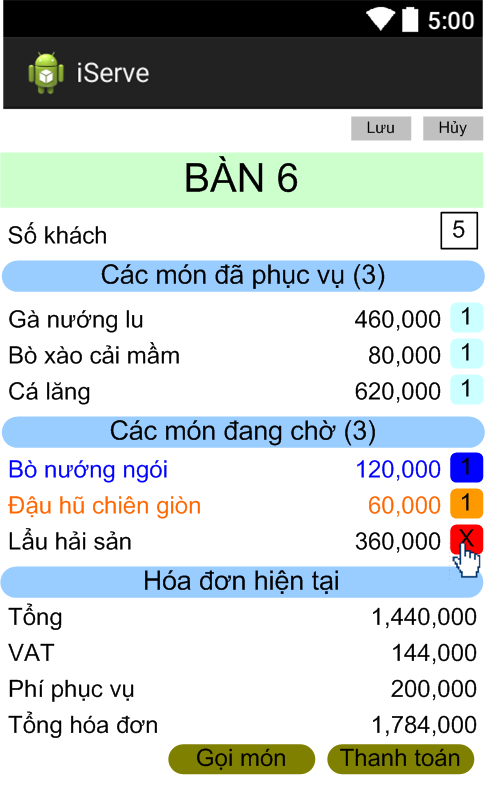 5:00
iServe
Lưu Hủy
BÀN 6
Số khách 5
Các món đã phục vụ (3)
Gà nướng lu 460,000 1
Bò xào cải mầm 80,000 1
Cá lăng 620,000 1
Các món đang chờ (3)
Bò nướng ngói 120,000 1
Đậu hũ chiên giòn 60,000 1
Lẩu hải sản 360,000 X
Hóa đơn hiện tại
Tổng 1,440,000
VAT 144,000
Phí phục vụ 200,000
Tổng hóa đơn 1,784,000
Gọi món Thanh toán